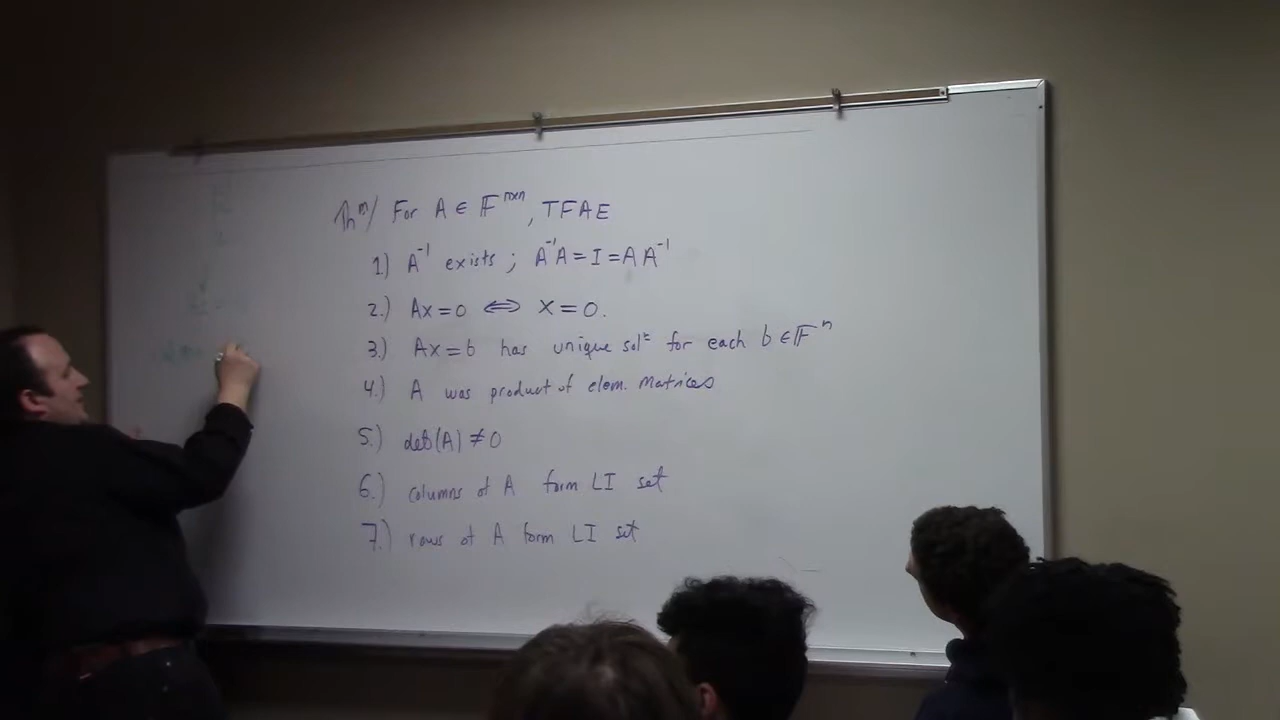 Thᵐ/ For A ∈ 𝔽ⁿˣⁿ, TFAE
1) A⁻¹ exists ; A⁻¹A = I = A A⁻¹
2.) Ax = 0 ⟺ x = 0.
3.) Ax = b has unique solⁿ for each b ∈ 𝔽ⁿ
4.) A was product of elem. matrices
5.) det(A) ≠ 0
6.) columns of A form LI set
7.) rows of A form LI set